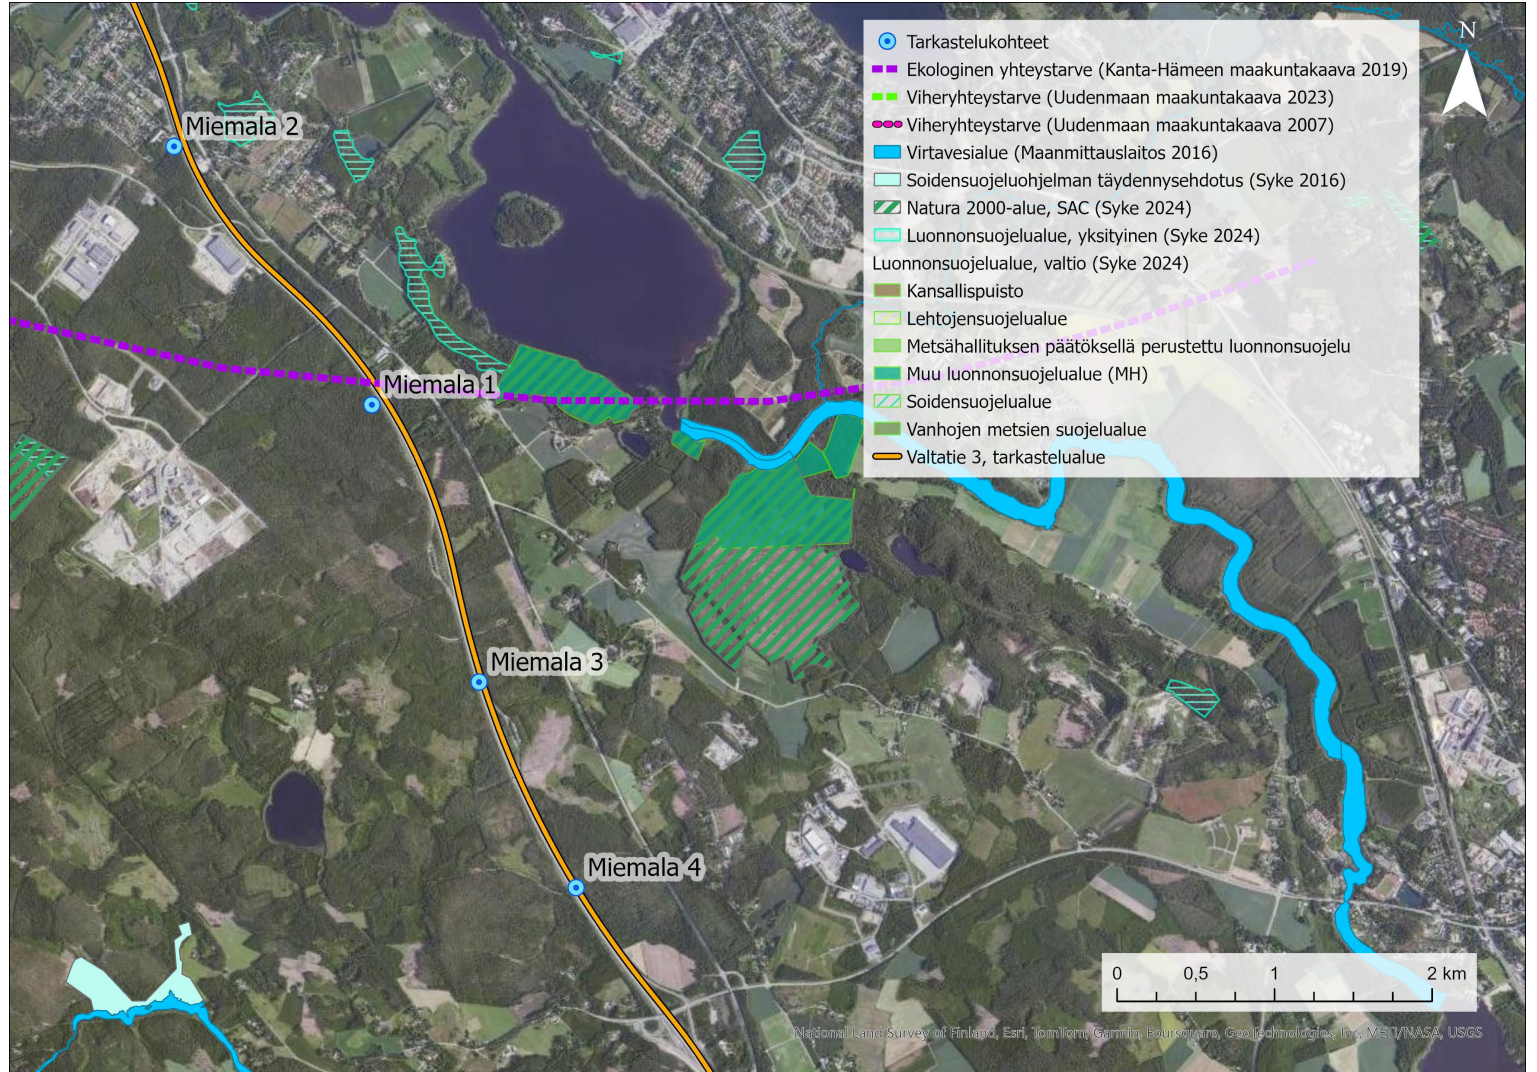 Tarkastelukohteet
Ekologinen yhteystarve (Kanta-Hämeen maakuntakaava 2019)
Viheryhteystarve (Uudenmaan maakuntakaava 2023)
Viheryhteystarve (Uudenmaan maakuntakaava 2007)
Virtavesialue (Maanmittauslaitos 2016)
Soidensuojeluohjelman täydennysehdotus (Syke 2016)
Natura 2000-alue, SAC (Syke 2024)
Luonnonsuojelualue, yksityinen (Syke 2024)
Luonnonsuojelualue, valtio (Syke 2024)
Kansallispuisto
Lehtojensuojelualue
Metsähallituksen päätöksellä perustettu luonnonsuojelu
Muu luonnonsuojelualue (MH)
Soidensuojelualue
Vanhojen metsien suojelualue
Valtatie 3, tarkastelualue
N
Miemala 2
Miemala 1
Miemala 3
Miemala 4
0 0,5 1 2 km
National Land Survey of Finland, Esri, TomTom, Garmin, Foursquare, GeoTechnologies, Inc, METI/NASA, USGS